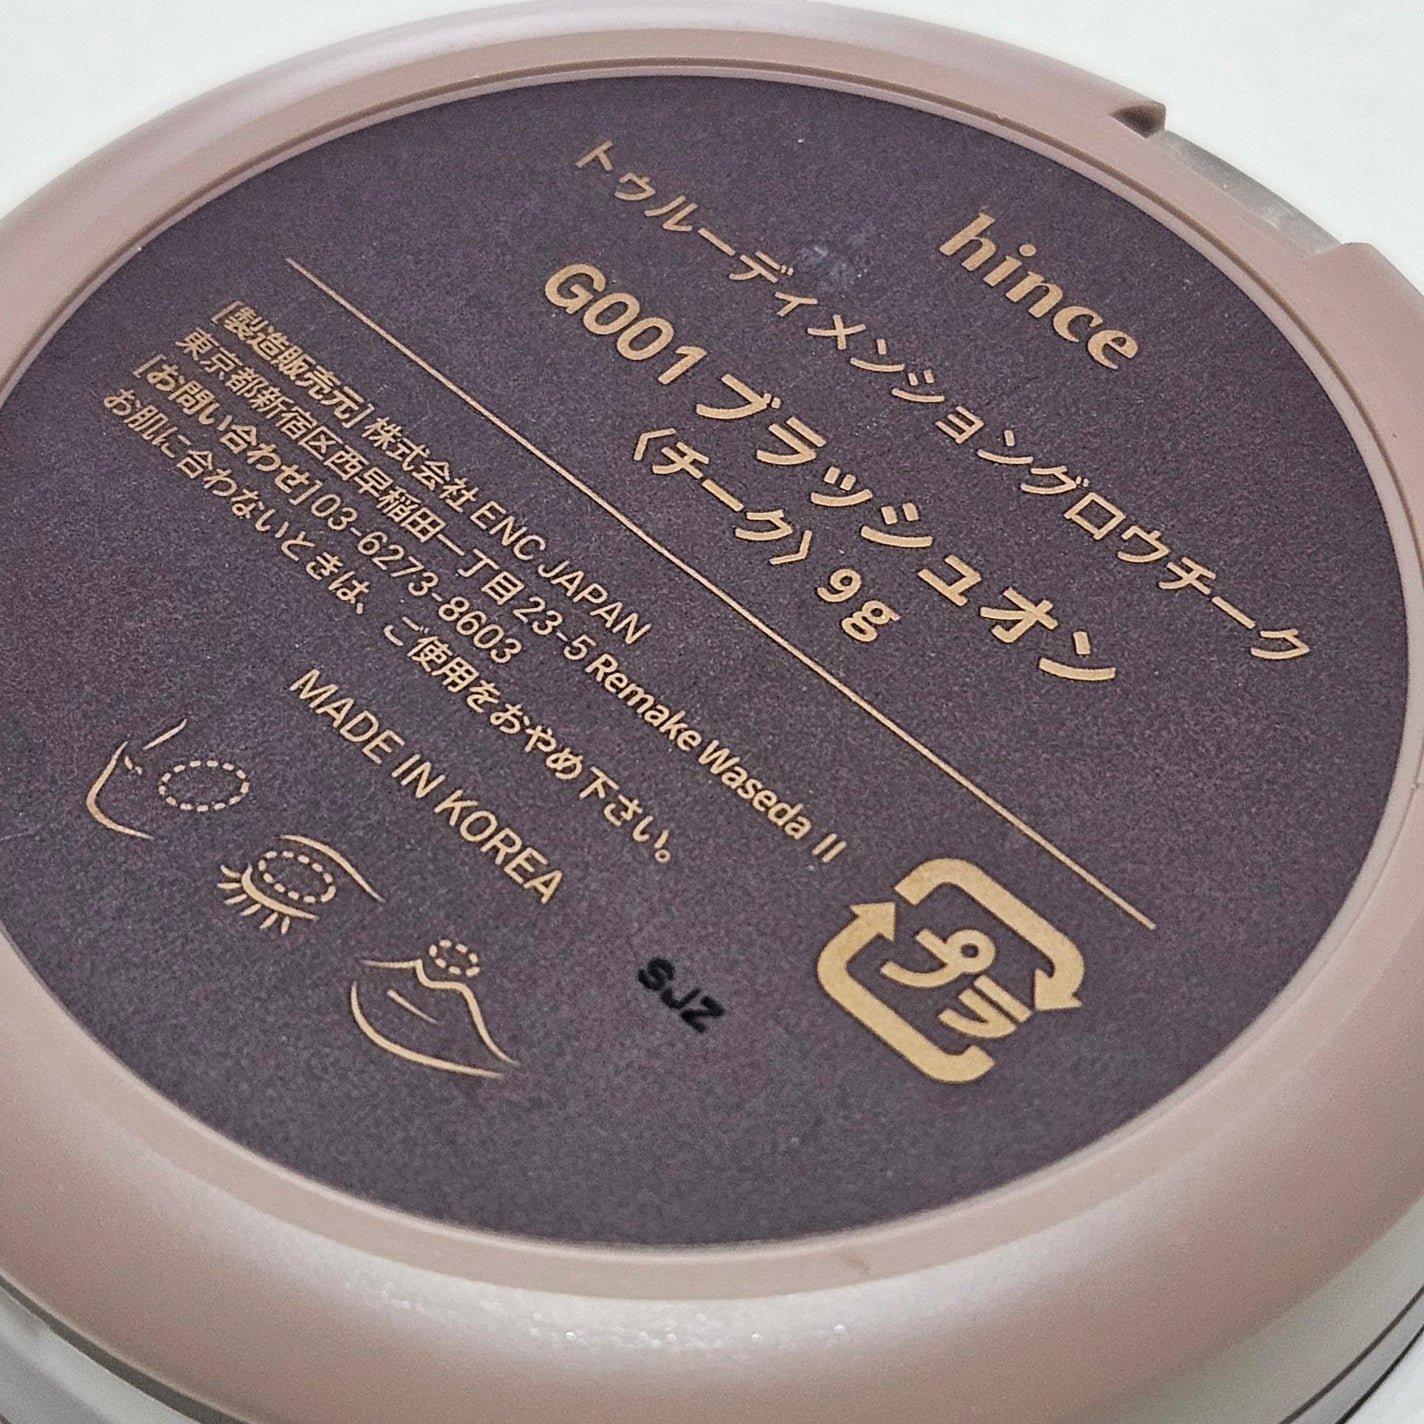 hince
トゥルーディメンショングロウチーク
G001 ブラッシュオン
〈チーク〉 9g
[製造販売元] 株式会社 ENC JAPAN
東京都新宿区西早稲田一丁目 23-5 Remake Waseda II
[お問い合わせ] 03-6273-8603
お肌に合わないときは、ご使用をおやめ下さい。
MADE IN KOREA
プラ
SJZ